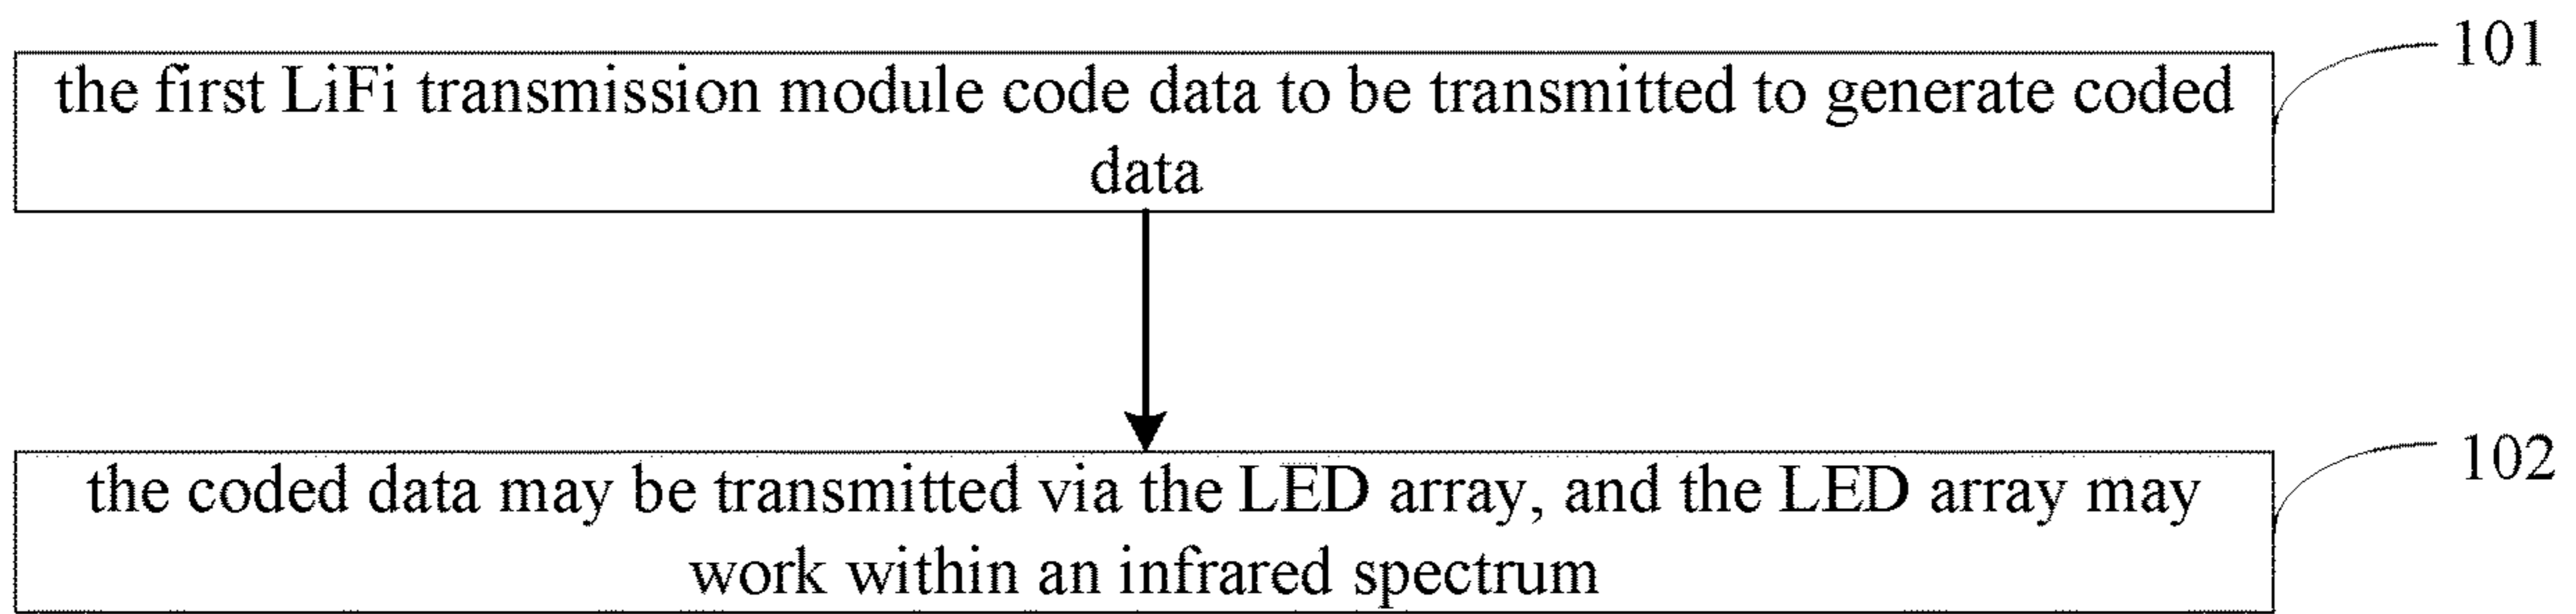 101
the first LiFi transmission module code data to be transmitted to generate coded
data
102
the coded data may be transmitted via the LED array, and the LED array may
work within an infrared spectrum